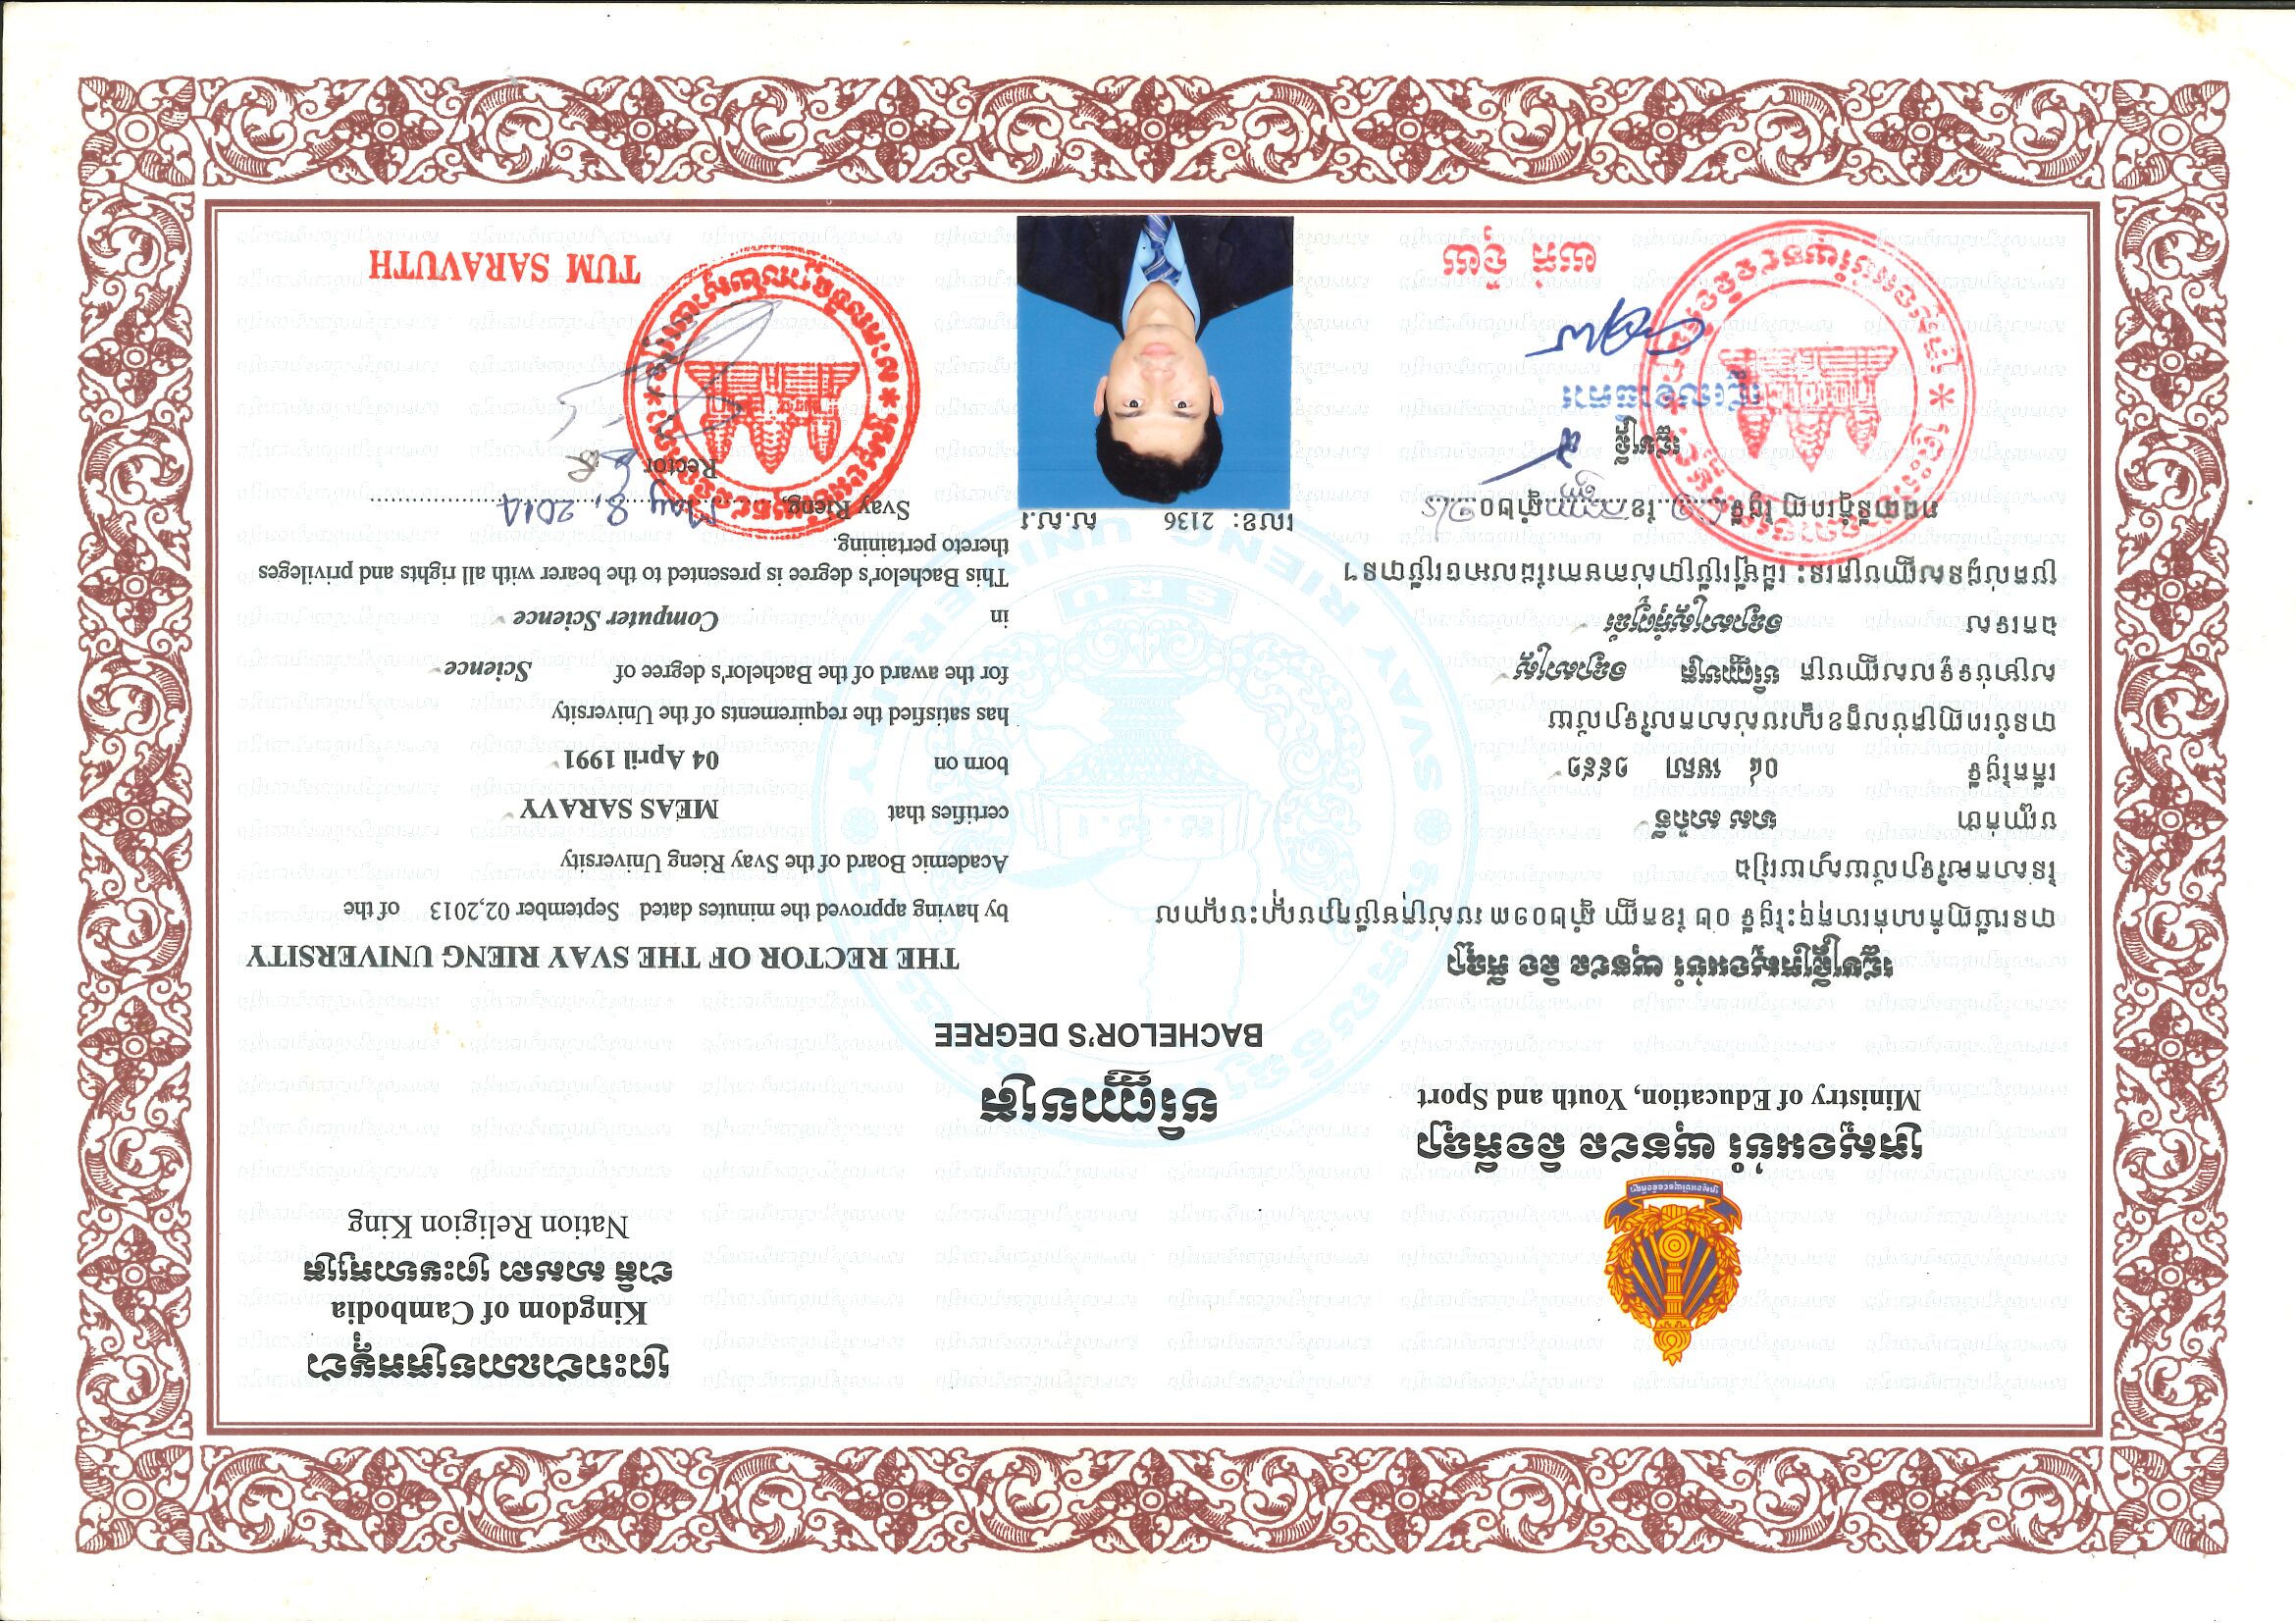 ព្រះរាជាណាចក្រកម្ពុជា
Kingdom of Cambodia
ជាតិ សាសនា ព្រះមហាក្សត្រ
Nation Religion King
ក្រសួងអប់រំ យុវជន និងកីឡា
Ministry of Education, Youth and Sport
បរិញ្ញាបត្រ
BACHELOR'S DEGREE
រដ្ឋមន្ត្រីក្រសួងអប់រំ យុវជន និង កីឡា
បានឃើញកំណត់ហេតុចុះថ្ងៃទី ០២ ខែកញ្ញា ឆ្នាំ២០១៣ របស់ក្រុមប្រឹក្សាបណ្តុះបណ្តាល
នៃសាកលវិទ្យាល័យស្វាយរៀង
បញ្ជាក់ថា មាស សារ៉ាវី
កើតថ្ងៃទី ០៤ មេសា ១៩៩១
បានបំពេញគ្រប់លក្ខខណ្ឌរបស់សាកលវិទ្យាល័យ
សម្រាប់ទទួលសញ្ញាបត្រ បរិញ្ញាបត្រ វិទ្យាសាស្ត្រ
ឯកទេស វិទ្យាសាស្ត្រកុំព្យូទ័រ
ប្រគល់ជូនសញ្ញាបត្រនេះ ដើម្បីប្រើប្រាស់តាមការដែលអាចប្រើបាន។
រាជធានីភ្នំពេញ ថ្ងៃទី ខែ កញ្ញា ឆ្នាំ២០
រដ្ឋមន្ត្រី
រដ្ឋលេខាធិការ
យក់ ង៉ុយ
THE RECTOR OF THE SVAY RIENG UNIVERSITY
by having approved the minutes dated September 02,2013 of the
Academic Board of the Svay Rieng University
certifies that MEAS SARAVY
born on 04 April 1991
has satisfied the requirements of the University
for the award of the Bachelor's degree of Science
in Computer Science
This Bachelor's degree is presented to the bearer with all rights and privileges
thereto pertaining.
Svay Rieng, May 8, 2014
Rector
TUM SARAVUTH
លេខ: 2136 ស.ស.រ
ស.ស.រ
SRU
SVAY RIENG UNIVERSITY